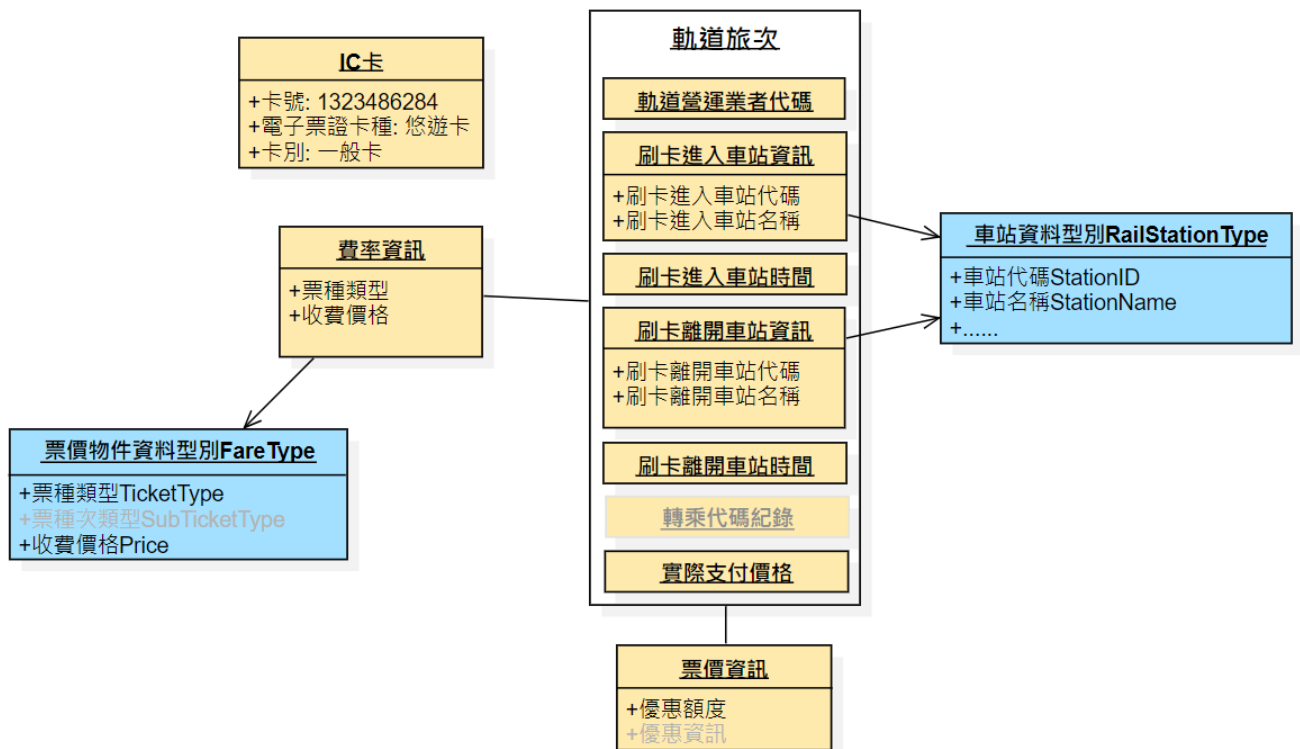 IC卡
+卡號: 1323486284
+電子票證卡種: 悠遊卡
+卡別: 一般卡
費率資訊
+票種類型
+收費價格
票價物件資料型別FareType
+票種類型TicketType
+票種次類型SubTicketType
+收費價格Price
軌道旅次
軌道營運業者代碼
刷卡進入車站資訊
+刷卡進入車站代碼
+刷卡進入車站名稱
刷卡進入車站時間
刷卡離開車站資訊
+刷卡離開車站代碼
+刷卡離開車站名稱
刷卡離開車站時間
轉乘代碼紀錄
實際支付價格
票價資訊
+優惠額度
+優惠資訊
車站資料型別RailStationType
+車站代碼StationID
+車站名稱StationName
+......